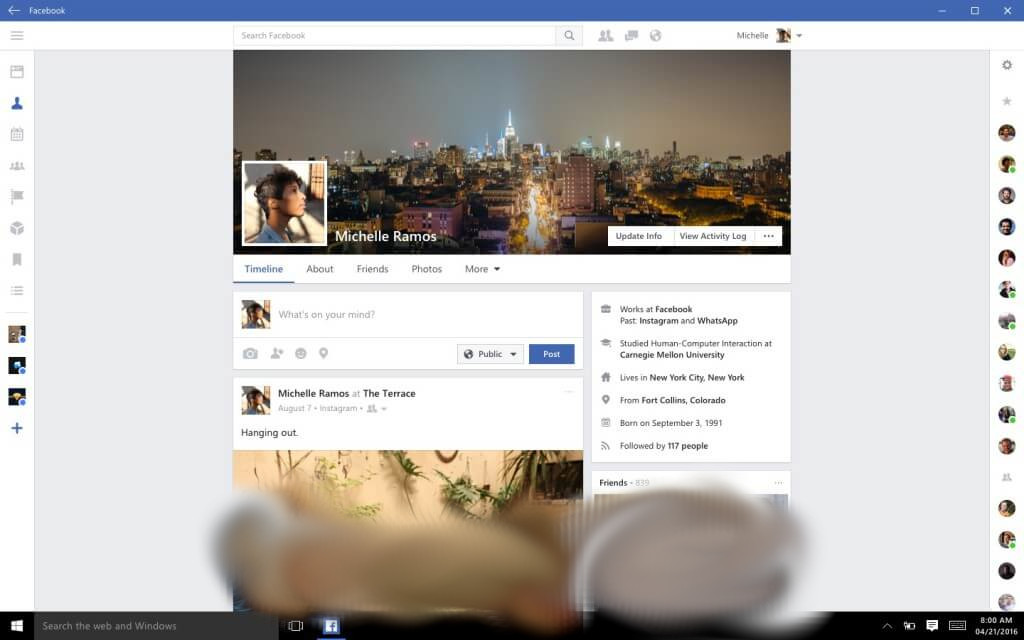 Facebook
Search Facebook
Michelle
Michelle Ramos
Update Info
View Activity Log
Timeline
About
Friends
Photos
More
What's on your mind?
Public
Post
Michelle Ramos at The Terrace
August 7 • Instagram •
Hanging out.
Works at Facebook
Past: Instagram and WhatsApp
Studied Human-Computer Interaction at
Carnegie Mellon University
Lives in New York City, New York
From Fort Collins, Colorado
Born on September 3, 1991
Followed by 117 people
Friends • 839
Search the web and Windows
8:00 AM
04/21/2016